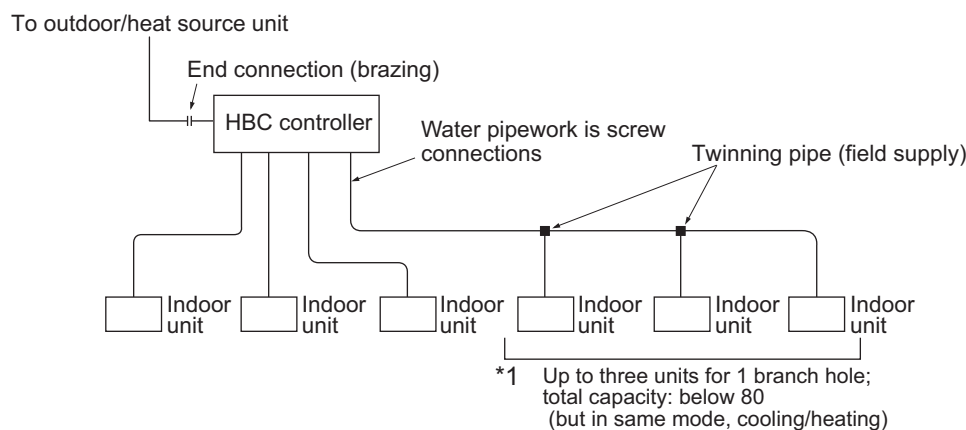 To outdoor/heat source unit
End connection (brazing)
HBC controller
Water pipework is screw
connections
Twinning pipe (field supply)
Indoor
unit
Indoor
unit
Indoor
unit
Indoor
unit
Indoor
unit
Indoor
unit
*1 Up to three units for 1 branch hole;
total capacity: below 80
(but in same mode, cooling/heating)